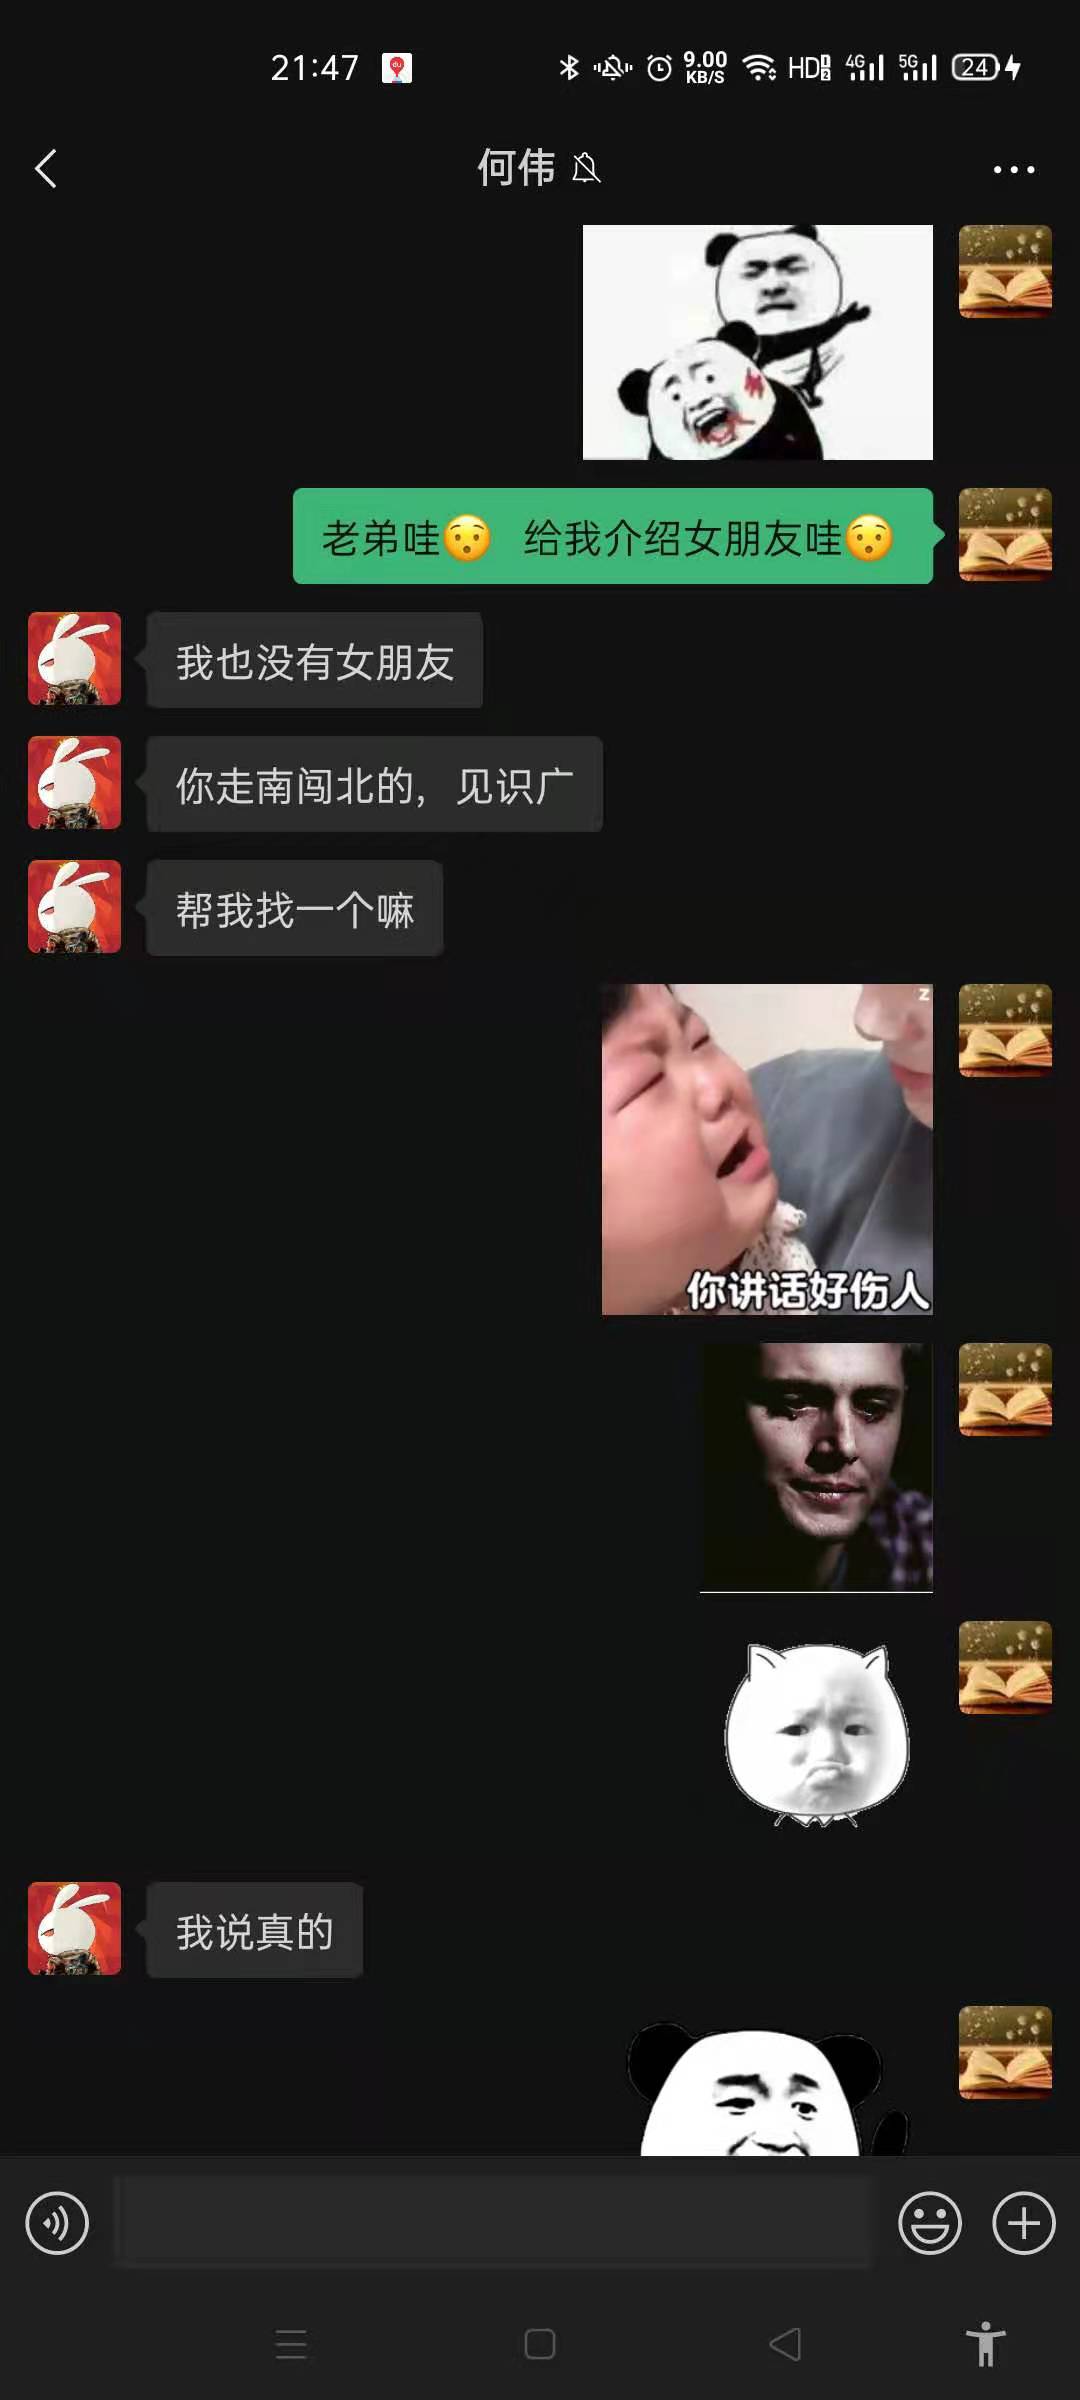 21:47
du
9.00
KB/S
HD 2
4G
5G
24
何伟
老弟哇😯 给我介绍女朋友哇😯
我也没有女朋友
你走南闯北的，见识广
帮我找一个嘛
z
你讲话好伤人
我说真的